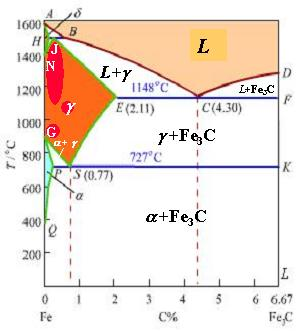 A
1600
δ
B
H
J
N
L
1400
L+γ
D
1148°C
L+Fe₃C
1200
F
E (2.11)
C (4.30)
1000
γ
G
γ+Fe₃C
α+γ
800
727°C
T/°C
P
S (0.77)
K
600
α
α+Fe₃C
400
Q
200
L
0
1
2
3
4
5
6
6.67
Fe
C%
Fe₃C